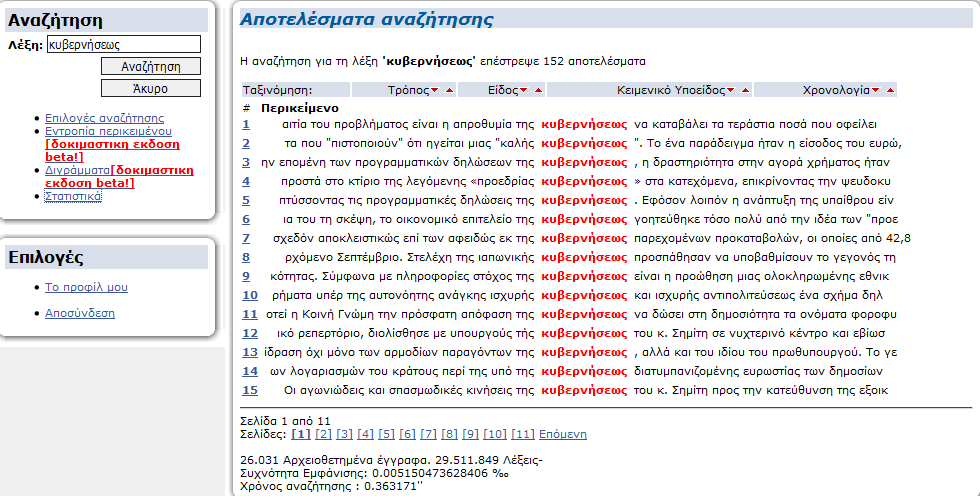 Αναζήτηση
Λέξη: κυβερνήσεως
Αναζήτηση
Άκυρο
Επιλογές αναζήτησης
Εντροπία περικειμένου
[δοκιμαστικη εκδοση
beta!]
Διγράμματα[δοκιμαστικη
εκδοση beta!]
Στατιστικά
Επιλογές
Το προφίλ μου
Αποσύνδεση
Αποτελέσματα αναζήτησης
Η αναζήτηση για τη λέξη 'κυβερνήσεως' επέστρεψε 152 αποτελέσματα
Ταξινόμηση: Τρόπος Είδος Κειμενικό Υποείδος Χρονολογία
# Περικείμενο
1 αιτία του προβλήματος είναι η απροθυμία της κυβερνήσεως να καταβάλει τα τεράστια ποσά που οφείλει
2 τα που "πιστοποιούν" ότι ηγείται μιας "καλής κυβερνήσεως ". Το ένα παράδειγμα ήταν η είσοδος του ευρώ,
3 ην επομένη των προγραμματικών δηλώσεων της κυβερνήσεως , η δραστηριότητα στην αγορά χρήματος ήταν
4 προστά στο κτίριο της λεγόμενης «προεδρίας κυβερνήσεως » στα κατεχόμενα, επικρίνοντας την ψευδοκυ
5 πτύσσοντας τις προγραμματικές δηλώσεις της κυβερνήσεως . Εφόσον λοιπόν η ανάπτυξη της υπαίθρου είν
6 ια του τη σκέψη, το οικονομικό επιτελείο της κυβερνήσεως γοητεύθηκε τόσο πολύ από την ιδέα των "προε
7 σχεδόν αποκλειστικώς επί των αφειδώς εκ της κυβερνήσεως παρεχομένων προκαταβολών, οι οποίες από 42,8
8 ρχόμενο Σεπτέμβριο. Στελέχη της ιαπωνικής κυβερνήσεως προσπάθησαν να υποβαθμίσουν το γεγονός τη
9 κότητας. Σύμφωνα με πληροφορίες στόχος της κυβερνήσεως είναι η προώθηση μιας ολοκληρωμένης εθνικ
10 ρήματα υπέρ της αυτονόητης ανάγκης ισχυρής κυβερνήσεως και ισχυρής αντιπολιτεύσεως ένα σχήμα δηλ
11 οτεί η Κοινή Γνώμη την πρόσφατη απόφαση της κυβερνήσεως να δώσει στη δημοσιότητα τα ονόματα φοροφυ
12 ικό ρεπερτόριο, διολίσθησε με υπουργούς τής κυβερνήσεως του κ. Σημίτη σε νυχτερινό κέντρο και εβίωσ
13 ίδραση όχι μόνο των αρμοδίων παραγόντων της κυβερνήσεως , αλλά και του ιδίου του πρωθυπουργού. Το γε
14 ων λογαριασμών του κράτους περί της υπό της κυβερνήσεως διατυμπανιζομένης ευρωστίας των δημοσίων
15 Οι αγωνιώδεις και σπασμωδικές κινήσεις της κυβερνήσεως του κ. Σημίτη προς την κατεύθυνση της εξοικ
Σελίδα 1 από 11
Σελίδες: [1] [2] [3] [4] [5] [6] [7] [8] [9] [10] [11] Επόμενη
26.031 Αρχειοθετημένα έγγραφα. 29.511.849 Λέξεις-
Συχνότητα Εμφάνισης: 0.005150473628406 ‰
Χρόνος αναζήτησης : 0.363171''